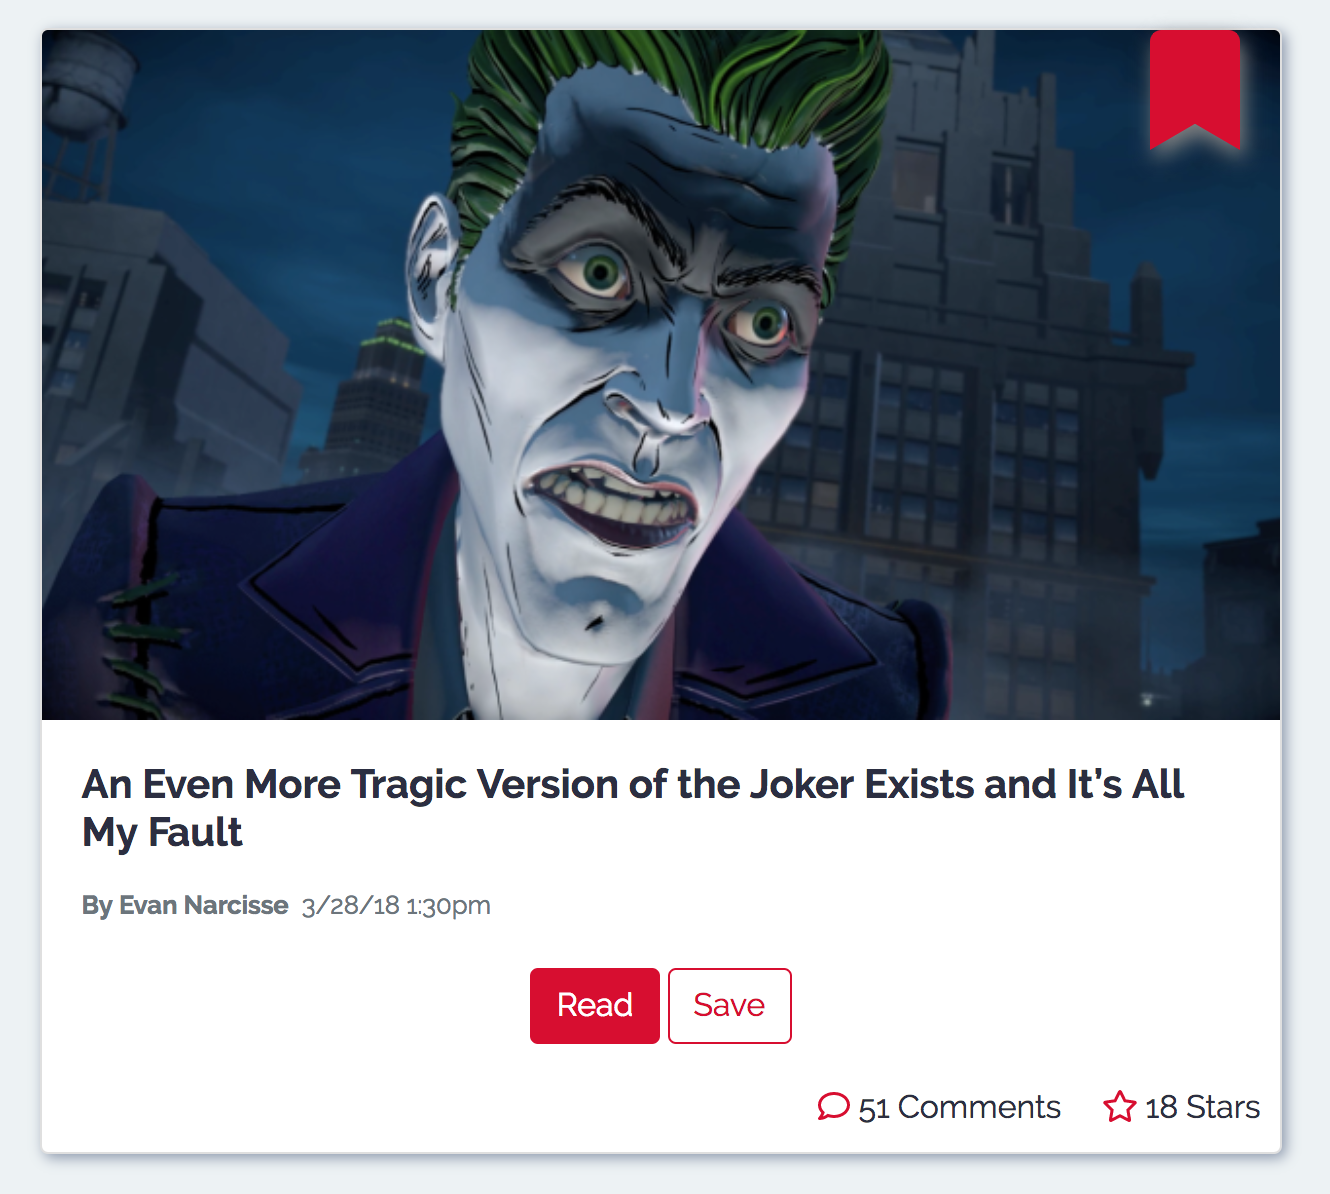 An Even More Tragic Version of the Joker Exists and It’s All
My Fault
By Evan Narcisse 3/28/18 1:30pm
Read Save
51 Comments 18 Stars